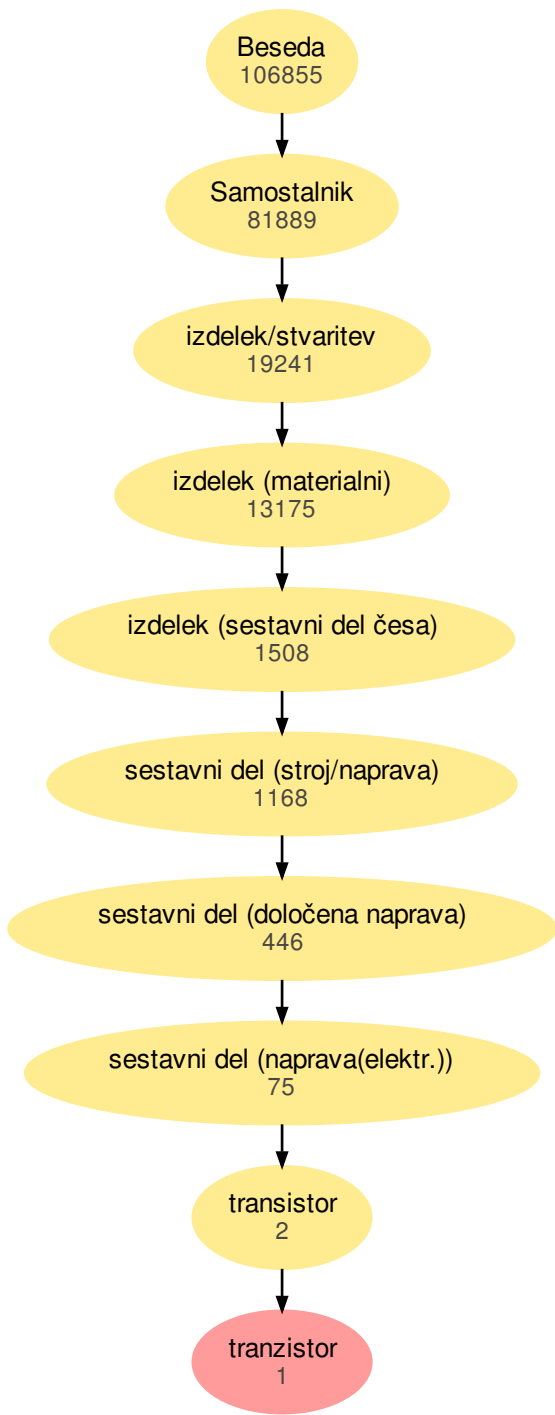 Beseda
106855
Samostalnik
81889
izdelek/stvaritev
19241
izdelek (materialni)
13175
izdelek (sestavni del česa)
1508
sestavni del (stroj/naprava)
1168
sestavni del (določena naprava)
446
sestavni del (naprava(elektr.))
75
transistor
2
tranzistor
1